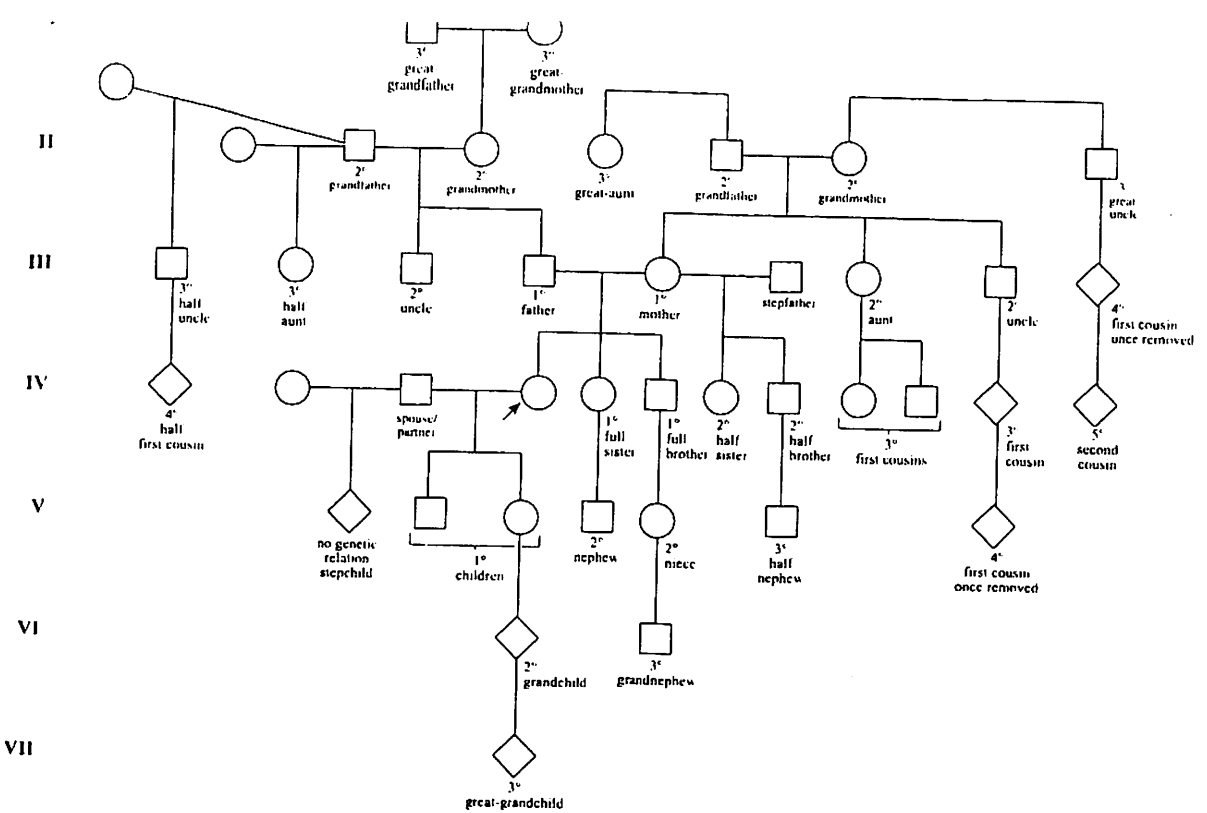 3°
great-
grandfather
3°
great-
grandmother
II
2°
grandfather
2°
grandmother
3°
great-aunt
2°
grandfather
2°
grandmother
3
great
uncle
III
3°
half
uncle
3°
half
aunt
2°
uncle
1°
father
1°
mother
stepfather
2°
aunt
2°
uncle
4°
first cousin
once removed
IV
4°
half
first cousin
spouse/
partner
1°
full
sister
1°
full
brother
2°
half
sister
2°
half
brother
3°
first cousins
3°
first
cousin
5°
second
cousin
V
no genetic
relation
stepchild
1°
children
2°
nephew
2°
niece
3°
half
nephew
4°
first cousin
once removed
VI
2°
grandchild
3°
grandnephew
VII
3°
great-grandchild